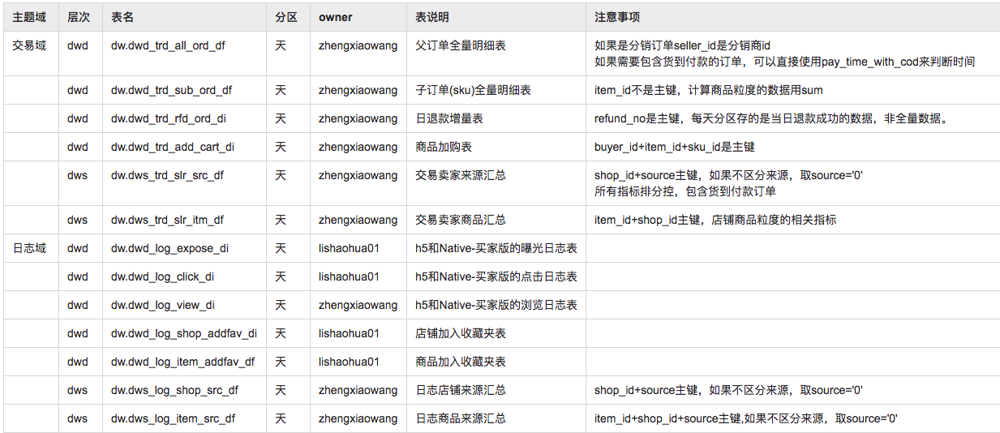 主题域 层次 表名 分区 owner 表说明 注意事项
交易域 dwd dw.dwd_trd_all_ord_df 天 zhengxiaowang 父订单全量明细表 如果是分销订单seller_id是分销商id
如果需要包含货到付款的订单，可以直接使用pay_time_with_cod来判断时间
dwd dw.dwd_trd_sub_ord_df 天 zhengxiaowang 子订单(sku)全量明细表 item_id不是主键，计算商品粒度的数据用sum
dwd dw.dwd_trd_rfd_ord_di 天 zhengxiaowang 日退款增量表 refund_no是主键，每天分区存的是当日退款成功的数据，非全量数据。
dwd dw.dwd_trd_add_cart_di 天 zhengxiaowang 商品加购表 buyer_id+item_id+sku_id是主键
dws dw.dws_trd_slr_src_df 天 zhengxiaowang 交易卖家来源汇总 shop_id+source主键，如果不区分来源，取source='0'
所有指标排分控，包含货到付款订单
dws dw.dws_trd_slr_itm_df 天 zhengxiaowang 交易卖家商品汇总 item_id+shop_id主键，店铺商品粒度的相关指标
日志域 dwd dw.dwd_log_expose_di 天 lishaohua01 h5和Native-买家版的曝光日志表
dwd dw.dwd_log_click_di 天 lishaohua01 h5和Native-买家版的点击日志表
dwd dw.dwd_log_view_di 天 zhengxiaowang h5和Native-买家版的浏览日志表
dwd dw.dwd_log_shop_addfav_di 天 lishaohua01 店铺加入收藏夹表
dwd dw.dwd_log_item_addfav_df 天 lishaohua01 商品加入收藏夹表
dws dw.dws_log_shop_src_df 天 zhengxiaowang 日志店铺来源汇总 shop_id+source主键，如果不区分来源，取source='0'
dws dw.dws_log_item_src_df 天 zhengxiaowang 日志商品来源汇总 item_id+shop_id+source主键,如果不区分来源，取source='0'